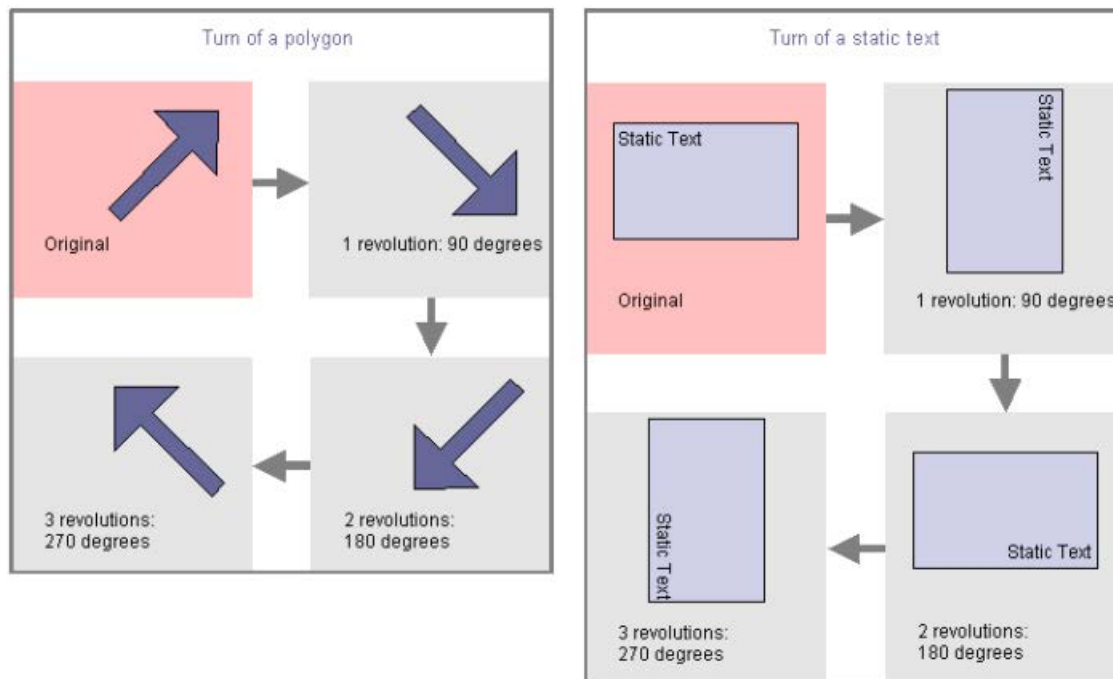 Turn of a polygon
Original
1 revolution: 90 degrees
3 revolutions:
270 degrees
2 revolutions:
180 degrees
Turn of a static text
Static Text
Original
Static Text
1 revolution: 90 degrees
Static Text
3 revolutions:
270 degrees
Static Text
2 revolutions:
180 degrees